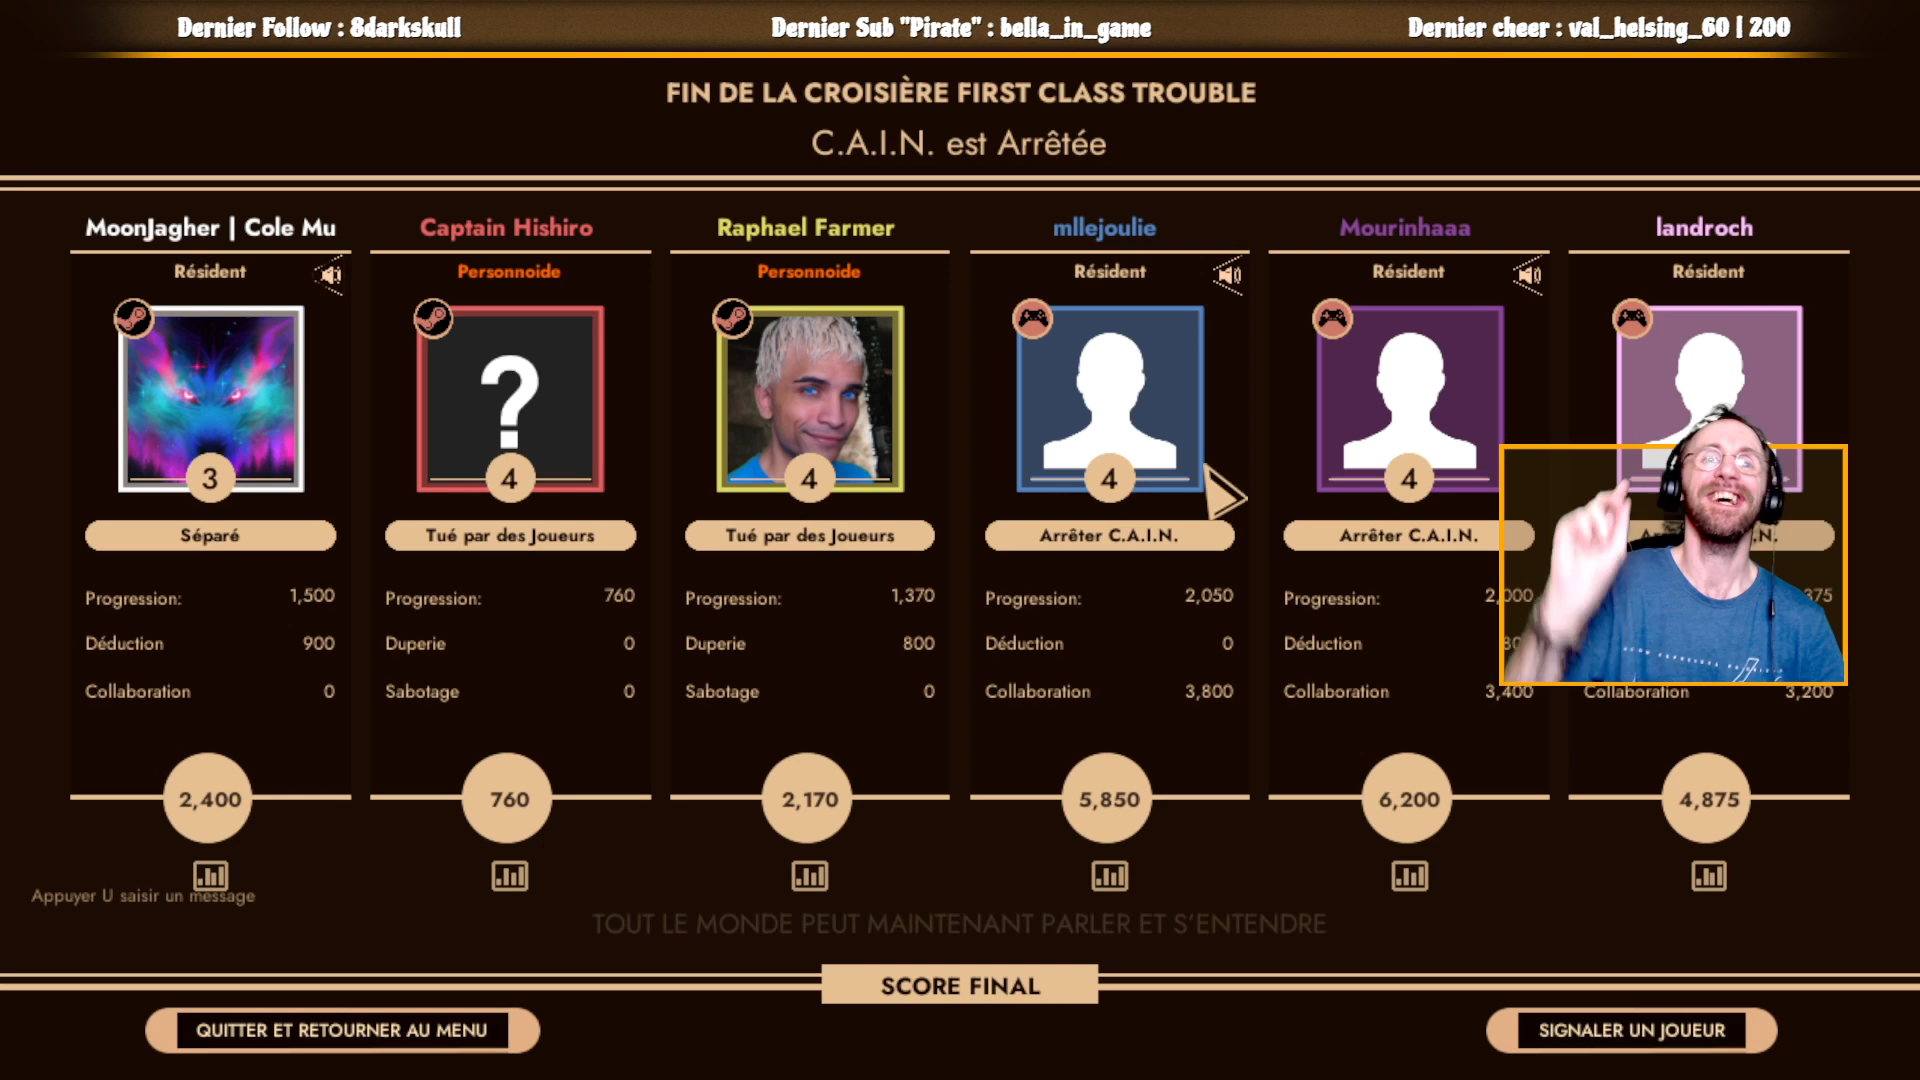 Dernier Follow : 8darkskull
Dernier Sub "Pirate" : bella_in_game
Dernier cheer : val_helsing_60 | 200
FIN DE LA CROISIÈRE FIRST CLASS TROUBLE
C.A.I.N. est Arrêtée
MoonJagher | Cole Mu
Résident
3
Séparé
Progression: 1,500
Déduction 900
Collaboration 0
2,400
Captain Hishiro
Personnoide
?
4
Tué par des Joueurs
Progression: 760
Duperie 0
Sabotage 0
760
Raphael Farmer
Personnoide
4
Tué par des Joueurs
Progression: 1,370
Duperie 800
Sabotage 0
2,170
mllejoulie
Résident
4
Arrêter C.A.I.N.
Progression: 2,050
Déduction 0
Collaboration 3,800
5,850
Mourinhaaa
Résident
4
Arrêter C.A.I.N.
Progression: 2,000
Déduction
Collaboration 3,400
6,200
landroch
Résident
Collaboration 3,200
4,875
Appuyer U saisir un message
TOUT LE MONDE PEUT MAINTENANT PARLER ET S'ENTENDRE
SCORE FINAL
QUITTER ET RETOURNER AU MENU
SIGNALER UN JOUEUR